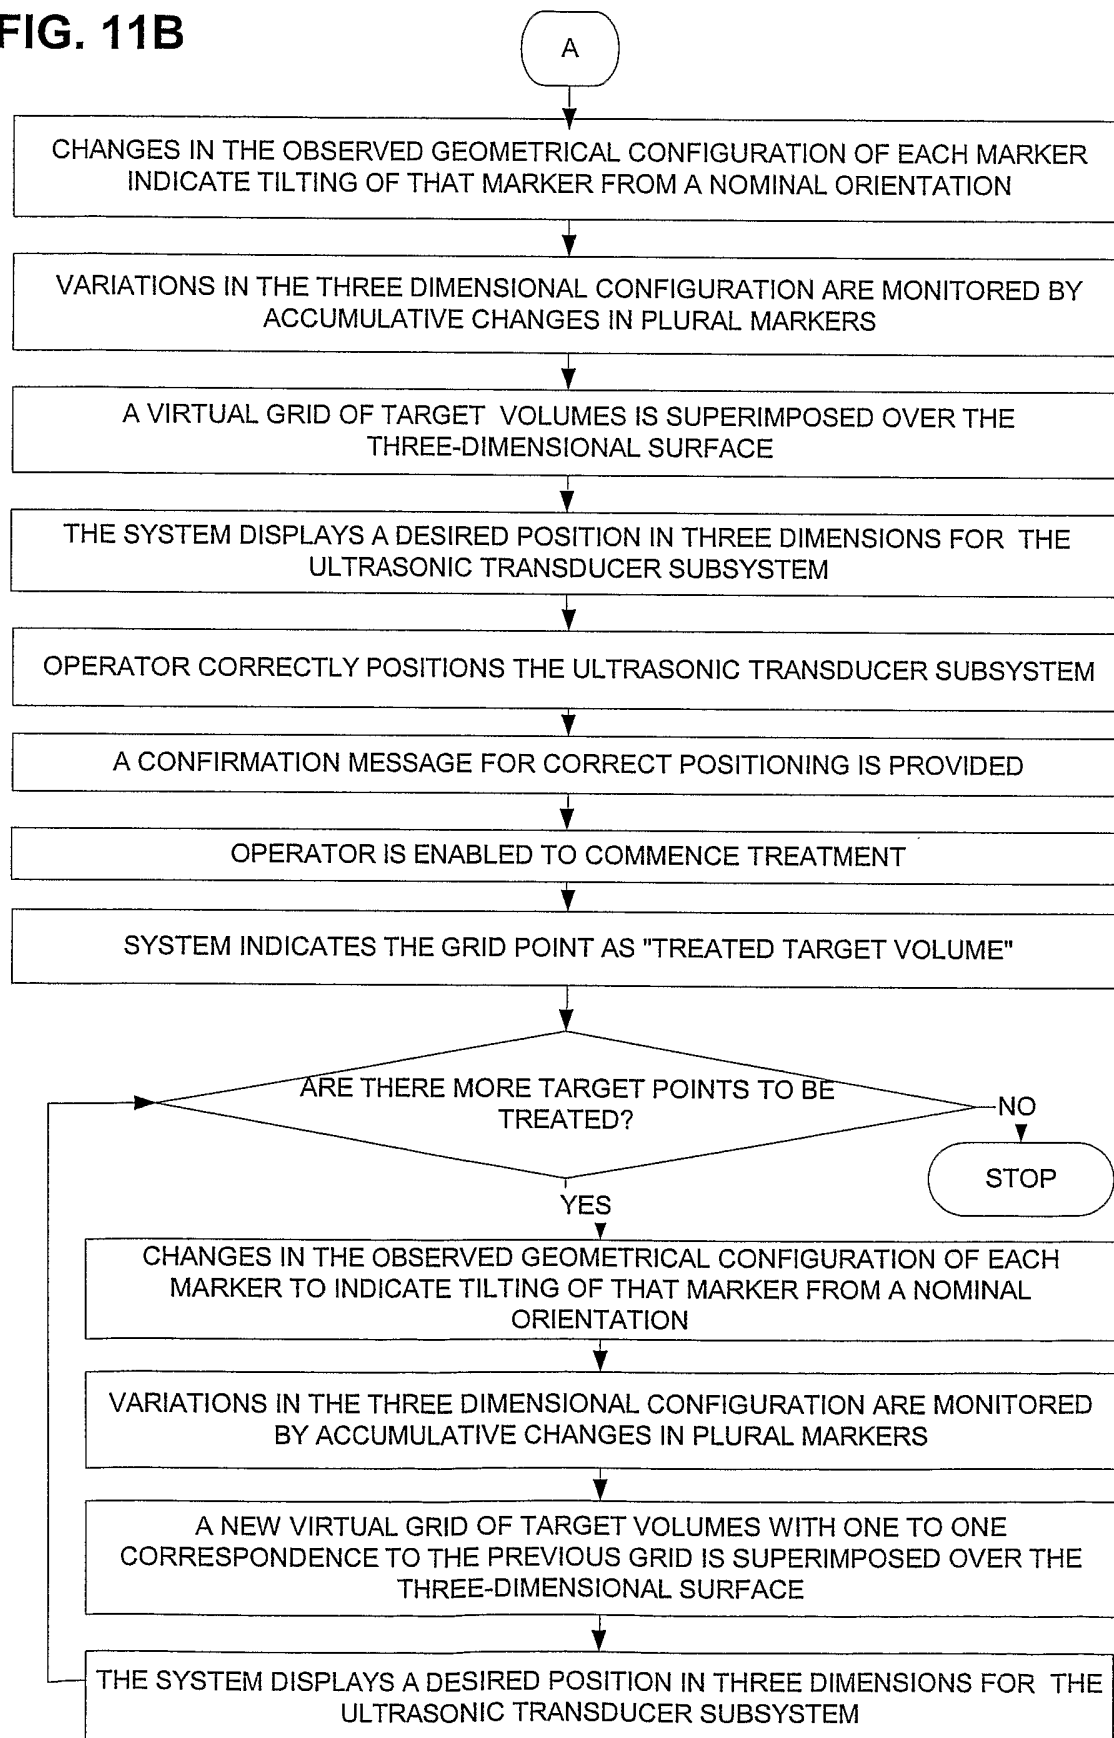 FIG. 11B
A
CHANGES IN THE OBSERVED GEOMETRICAL CONFIGURATION OF EACH MARKER
INDICATE TILTING OF THAT MARKER FROM A NOMINAL ORIENTATION
VARIATIONS IN THE THREE DIMENSIONAL CONFIGURATION ARE MONITORED BY
ACCUMULATIVE CHANGES IN PLURAL MARKERS
A VIRTUAL GRID OF TARGET VOLUMES IS SUPERIMPOSED OVER THE
THREE-DIMENSIONAL SURFACE
THE SYSTEM DISPLAYS A DESIRED POSITION IN THREE DIMENSIONS FOR THE
ULTRASONIC TRANSDUCER SUBSYSTEM
OPERATOR CORRECTLY POSITIONS THE ULTRASONIC TRANSDUCER SUBSYSTEM
A CONFIRMATION MESSAGE FOR CORRECT POSITIONING IS PROVIDED
OPERATOR IS ENABLED TO COMMENCE TREATMENT
SYSTEM INDICATES THE GRID POINT AS "TREATED TARGET VOLUME"
ARE THERE MORE TARGET POINTS TO BE
TREATED?
NO
STOP
YES
CHANGES IN THE OBSERVED GEOMETRICAL CONFIGURATION OF EACH
MARKER TO INDICATE TILTING OF THAT MARKER FROM A NOMINAL
ORIENTATION
VARIATIONS IN THE THREE DIMENSIONAL CONFIGURATION ARE MONITORED
BY ACCUMULATIVE CHANGES IN PLURAL MARKERS
A NEW VIRTUAL GRID OF TARGET VOLUMES WITH ONE TO ONE
CORRESPONDENCE TO THE PREVIOUS GRID IS SUPERIMPOSED OVER THE
THREE-DIMENSIONAL SURFACE
THE SYSTEM DISPLAYS A DESIRED POSITION IN THREE DIMENSIONS FOR THE
ULTRASONIC TRANSDUCER SUBSYSTEM